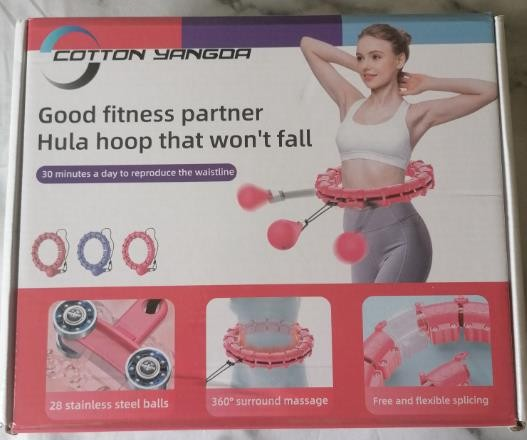 COTTON YANGDA
Good fitness partner
Hula hoop that won't fall
30 minutes a day to reproduce the waistline
28 stainless steel balls
360° surround massage
Free and flexible splicing